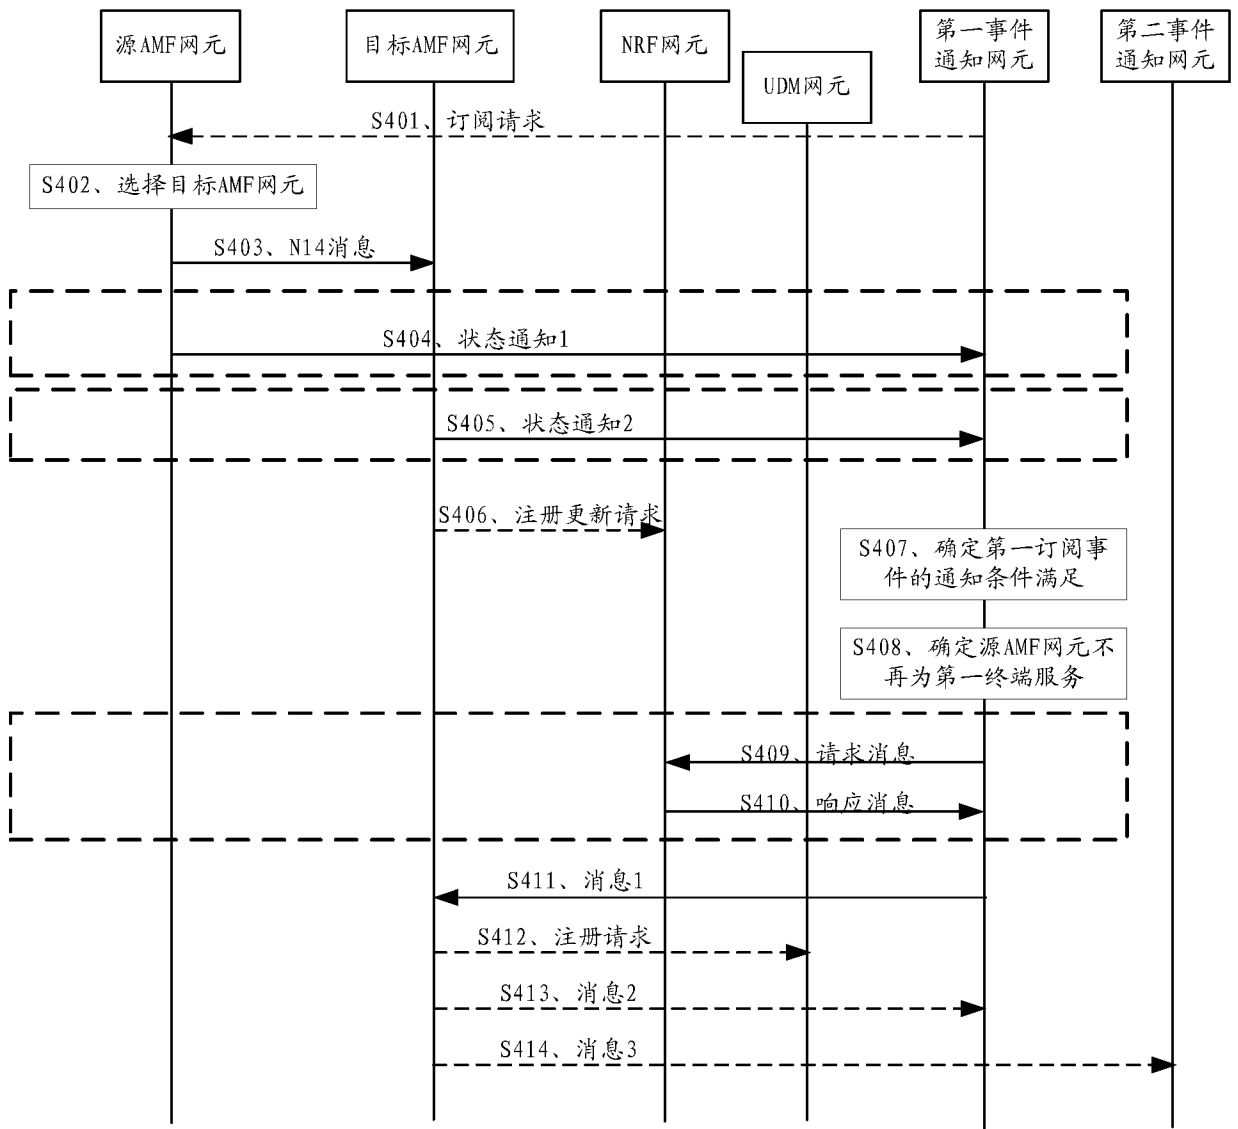 源AMF网元
目标AMF网元
NRF网元
UDM网元
第一事件
通知网元
第二事件
通知网元
S401、订阅请求
S402、选择目标AMF网元
S403、N14消息
S404、状态通知1
S405、状态通知2
S406、注册更新请求
S407、确定第一订阅事
件的通知条件满足
S408、确定源AMF网元不
再为第一终端服务
S409、请求消息
S410、响应消息
S411、消息1
S412、注册请求
S413、消息2
S414、消息3